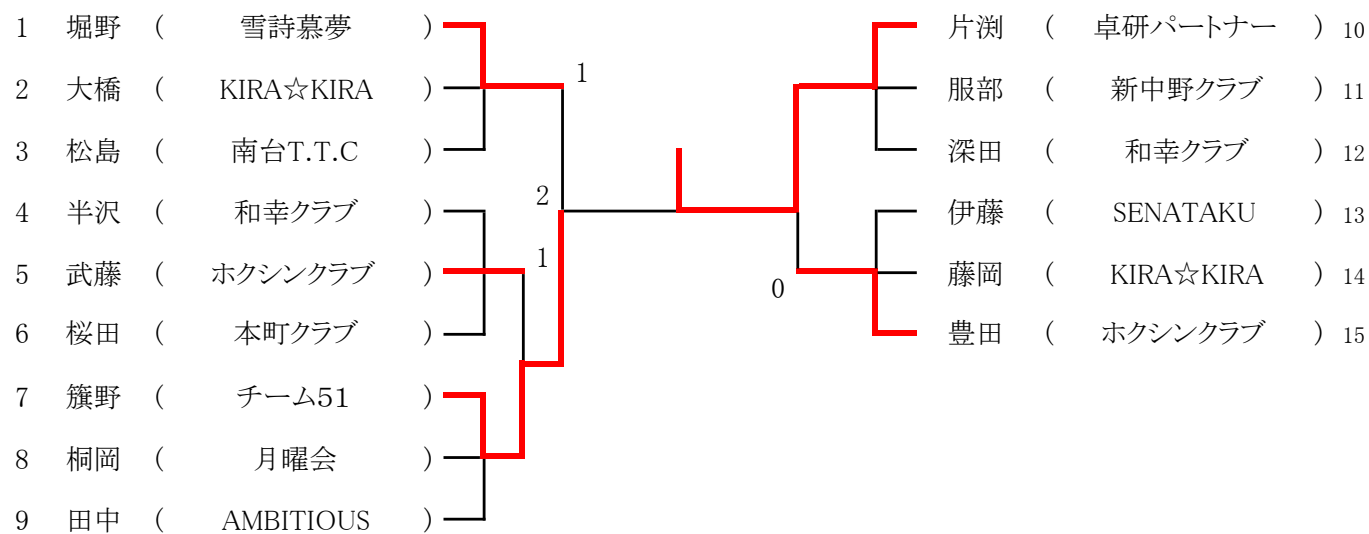 1 堀野 ( 雪詩慕夢 )
2 大橋 ( KIRA☆KIRA )
3 松島 ( 南台T.T.C )
4 半沢 ( 和幸クラブ )
5 武藤 ( ホクシンクラブ )
6 桜田 ( 本町クラブ )
7 籏野 ( チーム51 )
8 桐岡 ( 月曜会 )
9 田中 ( AMBITIOUS )
1
2
1
0
片渕 ( 卓研パートナー ) 10
服部 ( 新中野クラブ ) 11
深田 ( 和幸クラブ ) 12
伊藤 ( SENATAKU ) 13
藤岡 ( KIRA☆KIRA ) 14
豊田 ( ホクシンクラブ ) 15